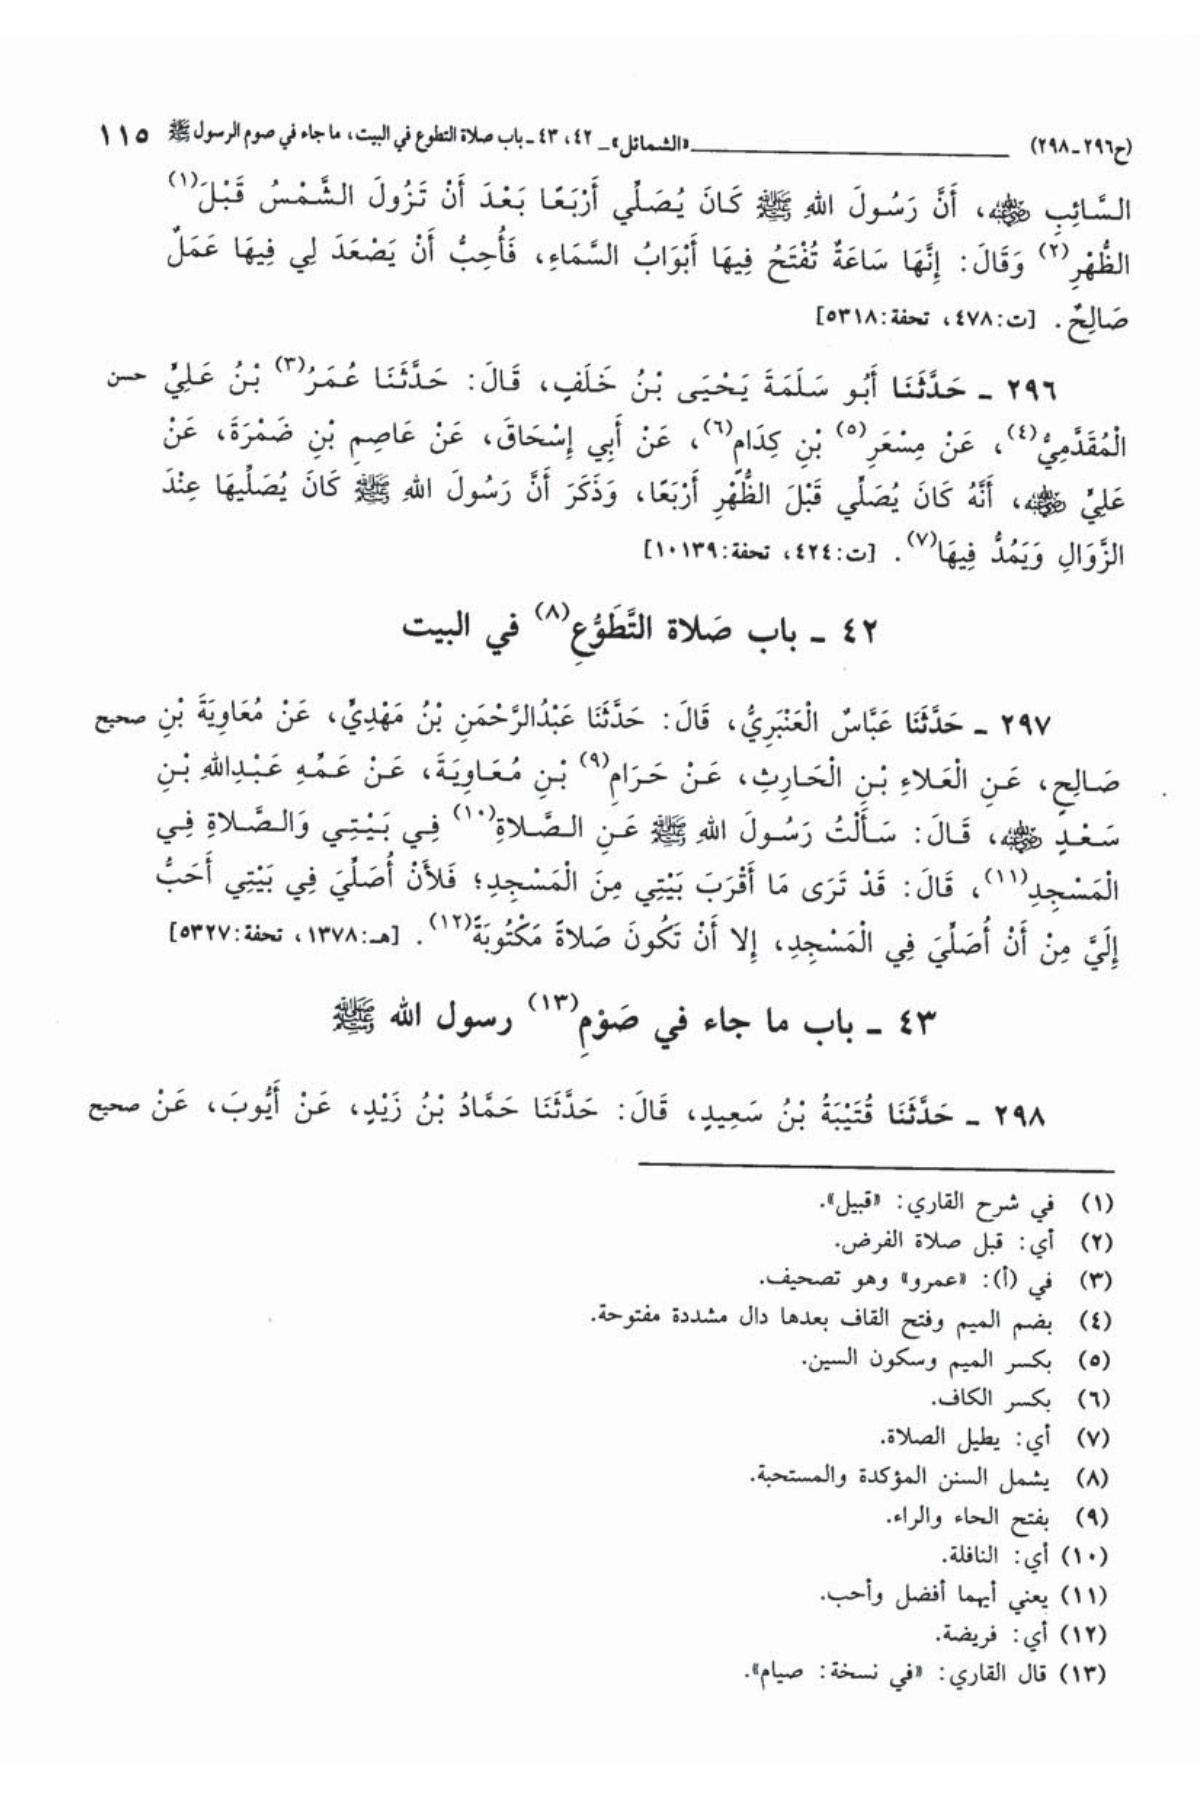 (ح٢٩٦-٢٩٨) «الشمائل» ـ ٤٢، ٤٣ ـ باب صلاة التطوع في البيت، ما جاء في صوم الرسول ﷺ ١١٥
السَّائِبِ رضي الله عنه، أَنَّ رَسُولَ اللهِ ﷺ كَانَ يُصَلِّي أَرْبَعًا بَعْدَ أَنْ تَزُولَ الشَّمْسُ قَبْلَ(١)
الظُّهْرِ(٢) وَقَالَ: إِنَّهَا سَاعَةٌ تُفْتَحُ فِيهَا أَبْوَابُ السَّمَاءِ، فَأُحِبُّ أَنْ يَصْعَدَ لِي فِيهَا عَمَلٌ
صَالِحٌ. [ت:٤٧٨، تحفة:٥٣١٨]
٢٩٦ ـ حَدَّثَنَا أَبُو سَلَمَةَ يَحْيَى بْنُ خَلَفٍ، قَالَ: حَدَّثَنَا عُمَرُ(٣) بْنُ عَلِيٍّ حسن
الْمُقَدَّمِيُّ(٤)، عَنْ مِسْعَرِ(٥) بْنِ كِدَامٍ(٦)، عَنْ أَبِي إِسْحَاقَ، عَنْ عَاصِمِ بْنِ ضَمْرَةَ، عَنْ
عَلِيٍّ رضي الله عنه، أَنَّهُ كَانَ يُصَلِّي قَبْلَ الظُّهْرِ أَرْبَعًا، وَذَكَرَ أَنَّ رَسُولَ اللهِ ﷺ كَانَ يُصَلِّيهَا عِنْدَ
الزَّوَالِ وَيَمُدُّ فِيهَا(٧). [ت:٤٢٤، تحفة:١٠١٣٩]
٤٢ ـ باب صَلاة التَّطَوُّعِ(٨) في البيت
٢٩٧ ـ حَدَّثَنَا عَبَّاسٌ الْعَنْبَرِيُّ، قَالَ: حَدَّثَنَا عَبْدُالرَّحْمَنِ بْنُ مَهْدِيٍّ، عَنْ مُعَاوِيَةَ بْنِ صحيح
صَالِحٍ، عَنِ الْعَلاءِ بْنِ الْحَارِثِ، عَنْ حَرَامِ(٩) بْنِ مُعَاوِيَةَ، عَنْ عَمِّهِ عَبْدِاللهِ بْنِ
سَعْدٍ رضي الله عنه، قَالَ: سَأَلْتُ رَسُولَ اللهِ ﷺ عَنِ الصَّلاةِ(١٠) فِي بَيْتِي وَالصَّلاةِ فِي
الْمَسْجِدِ(١١)، قَالَ: قَدْ تَرَى مَا أَقْرَبَ بَيْتِي مِنَ الْمَسْجِدِ؛ فَلأَنْ أُصَلِّيَ فِي بَيْتِي أَحَبُّ
إِلَيَّ مِنْ أَنْ أُصَلِّيَ فِي الْمَسْجِدِ، إِلا أَنْ تَكُونَ صَلاةً مَكْتُوبَةً(١٢). [هـ:١٣٧٨، تحفة:٥٣٢٧]
٤٣ ـ باب ما جاء في صَوْمِ(١٣) رسول الله ﷺ
٢٩٨ ـ حَدَّثَنَا قُتَيْبَةُ بْنُ سَعِيدٍ، قَالَ: حَدَّثَنَا حَمَّادُ بْنُ زَيْدٍ، عَنْ أَيُّوبَ، عَنْ صحيح
(١) في شرح القاري: «قبيل».
(٢) أي: قبل صلاة الفرض.
(٣) في (أ): «عمرو» وهو تصحيف.
(٤) بضم الميم وفتح القاف بعدها دال مشددة مفتوحة.
(٥) بكسر الميم وسكون السين.
(٦) بكسر الكاف.
(٧) أي: يطيل الصلاة.
(٨) يشمل السنن المؤكدة والمستحبة.
(٩) بفتح الحاء والراء.
(١٠) أي: النافلة.
(١١) يعني أيهما أفضل وأحب.
(١٢) أي: فريضة.
(١٣) قال القاري: «في نسخة: صيام».